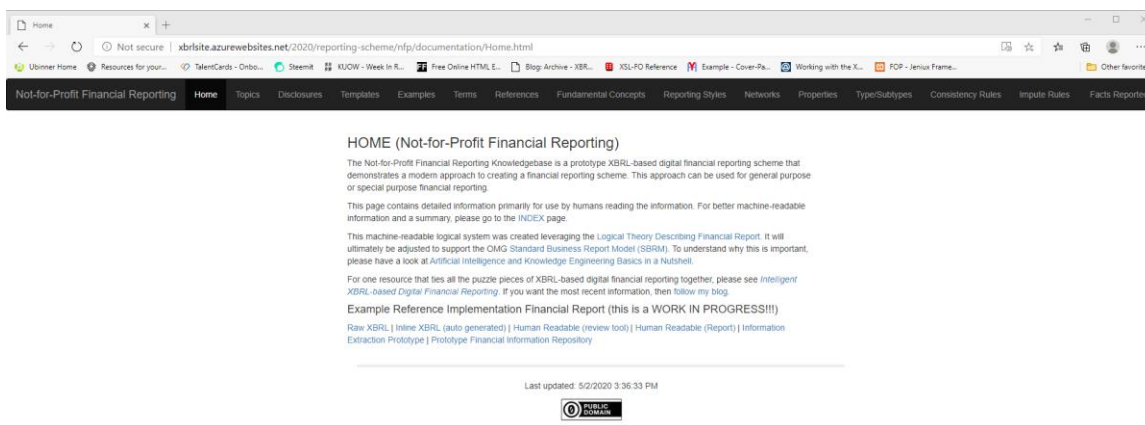 Home
Not secure | xbrlsite.azurewebsites.net/2020/reporting-scheme/nfp/documentation/Home.html
Ubinner Home Resources for your... TalentCards - Onbo... Steemit KUOW - Week In R... Free Online HTML E... Blog: Archive - XBR... XSL-FO Reference Example - Cover-Pa... Working with the X... FOP - Jeniux Frame... Other favorite
Not-for-Profit Financial Reporting Home Topics Disclosures Templates Examples Terms References Fundamental Concepts Reporting Styles Networks Properties Type/Subtypes Consistency Rules Impute Rules Facts Reported
HOME (Not-for-Profit Financial Reporting)
The Not-for-Profit Financial Reporting Knowledgebase is a prototype XBRL-based digital financial reporting scheme that
demonstrates a modern approach to creating a financial reporting scheme. This approach can be used for general purpose
or special purpose financial reporting.
This page contains detailed information primarily for use by humans reading the information. For better machine-readable
information and a summary, please go to the INDEX page.
This machine-readable logical system was created leveraging the Logical Theory Describing Financial Report. It will
ultimately be adjusted to support the OMG Standard Business Report Model (SBRM). To understand why this is important,
please have a look at Artificial Intelligence and Knowledge Engineering Basics in a Nutshell.
For one resource that ties all the puzzle pieces of XBRL-based digital financial reporting together, please see Intelligent
XBRL-based Digital Financial Reporting. If you want the most recent information, then follow my blog.
Example Reference Implementation Financial Report (this is a WORK IN PROGRESS!!!)
Raw XBRL | Inline XBRL (auto generated) | Human Readable (review tool) | Human Readable (Report) | Information
Extraction Prototype | Prototype Financial Information Repository
Last updated: 5/2/2020 3:36:33 PM
PUBLIC
DOMAIN